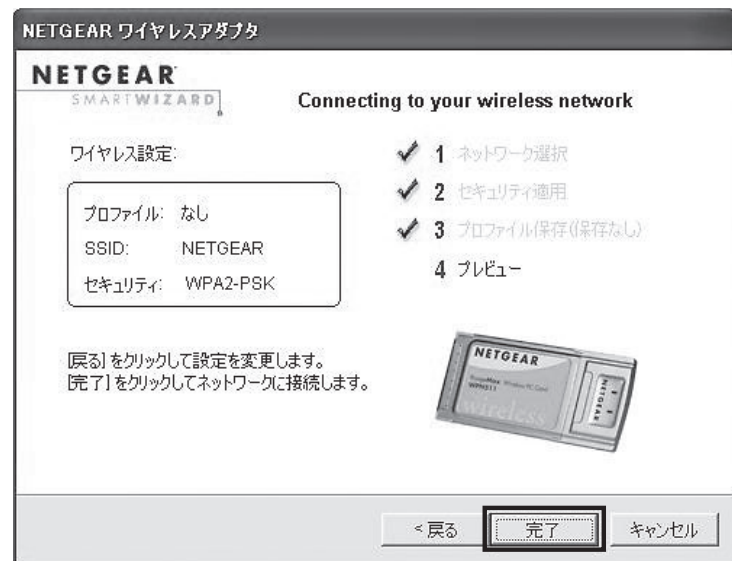 NETGEAR ワイヤレスアダプタ
NETGEAR
SMARTWIZARD
Connecting to your wireless network
ワイヤレス設定:
プロファイル: なし
SSID: NETGEAR
セキュリティ: WPA2-PSK
✔ 1 ネットワーク選択
✔ 2 セキュリティ適用
✔ 3 プロファイル保存(保存なし)
4 プレビュー
[戻る] をクリックして設定を変更します。
[完了] をクリックしてネットワークに接続します。
NETGEAR
WPN511
wireless
NETGEAR
<戻る
完了
キャンセル